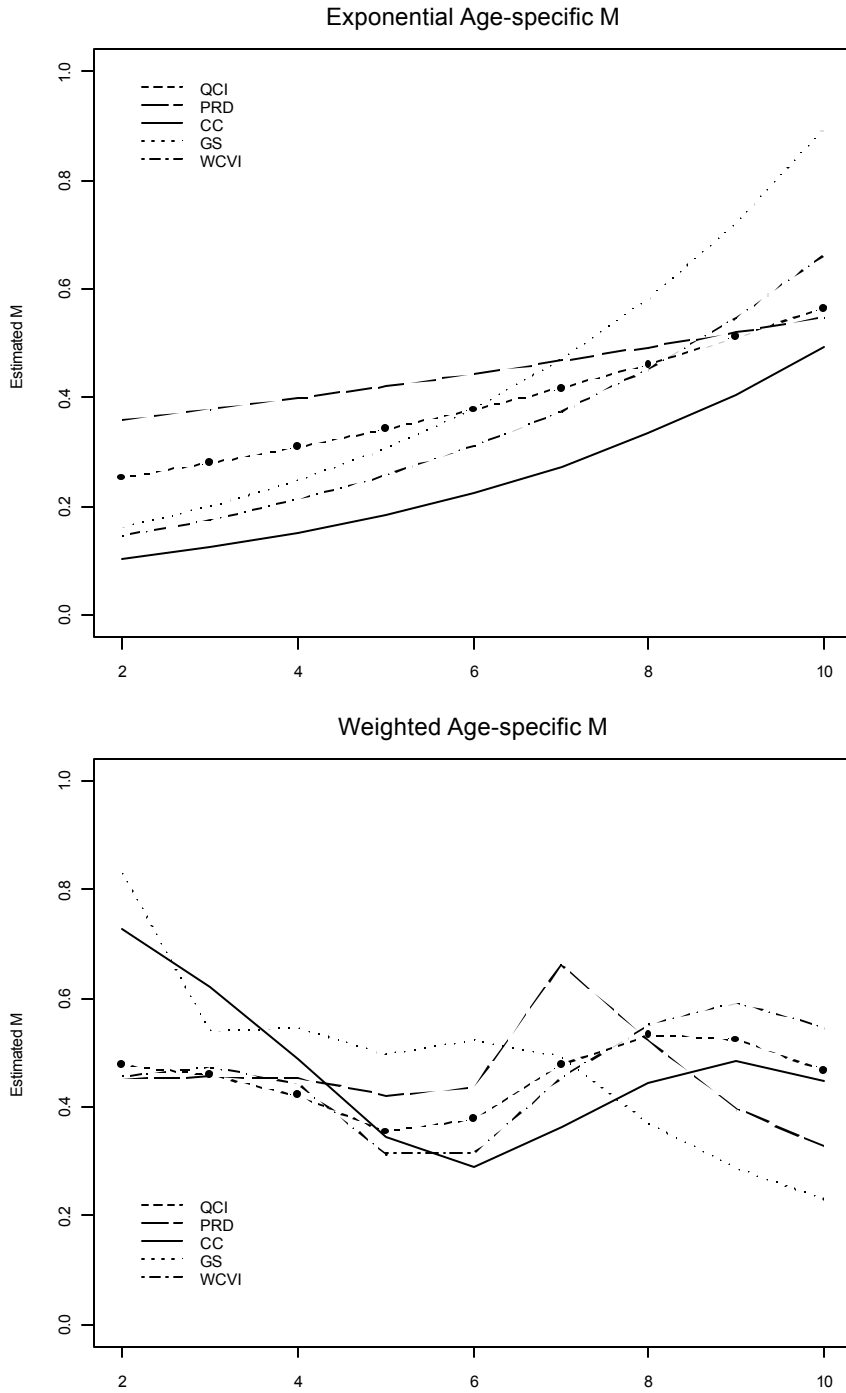 Exponential Age-specific M
Estimated M
1.0
0.8
0.6
0.4
0.2
0.0
QCI
PRD
CC
GS
WCVI
2 4 6 8 10
Weighted Age-specific M
Estimated M
1.0
0.8
0.6
0.4
0.2
0.0
QCI
PRD
CC
GS
WCVI
2 4 6 8 10